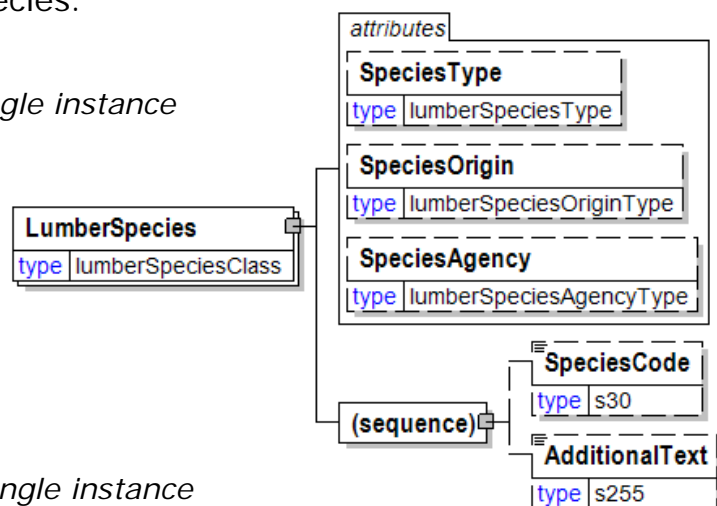 attributes
SpeciesType
type lumberSpeciesType
ngle instance
SpeciesOrigin
type lumberSpeciesOriginType
LumberSpecies
type lumberSpeciesClass
SpeciesAgency
type lumberSpeciesAgencyType
SpeciesCode
type s30
(sequence)
AdditionalText
type s255
ngle instance